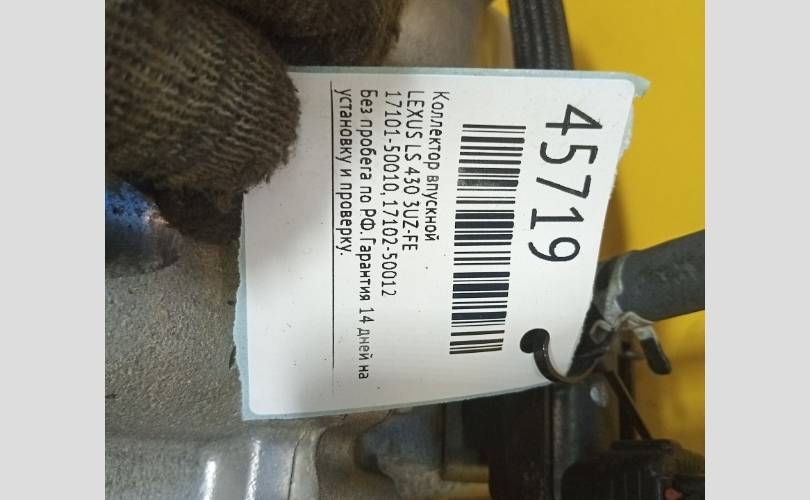 45719
Коллектор впускной
LEXUS LS 430 3UZ-FE
17101-50010, 17102-50012
Без пробега по РФ. Гарантия 14 дней на
установку и проверку.